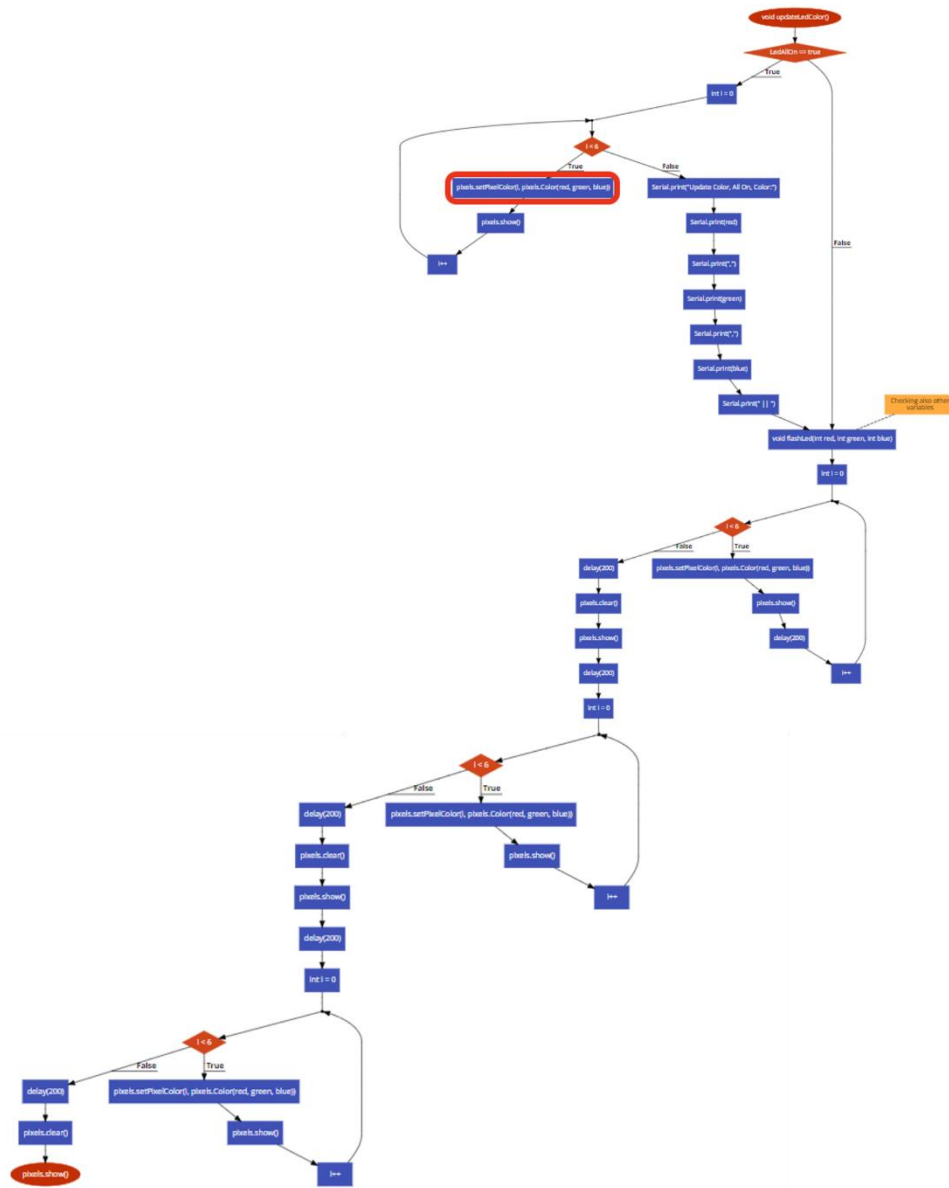 void updateLedColor()
LedAllOn == true
True
int i = 0
i < 6
True
False
pixels.setPixelColor(i, pixels.Color(red, green, blue))
Serial.print("Update Color, All On, Color:")
pixels.show()
Serial.print(red)
False
i++
Serial.print(",")
Serial.print(green)
Serial.print(",")
Serial.print(blue)
Serial.print(" || ")
Checking also other
variables
void flashLed(int red, int green, int blue)
int i = 0
i < 6
False
True
delay(200)
pixels.setPixelColor(i, pixels.Color(red, green, blue))
pixels.clear()
pixels.show()
pixels.show()
delay(200)
delay(200)
i++
int i = 0
i < 6
False
True
delay(200)
pixels.setPixelColor(i, pixels.Color(red, green, blue))
pixels.clear()
pixels.show()
pixels.show()
i++
delay(200)
int i = 0
i < 6
False
True
delay(200)
pixels.setPixelColor(i, pixels.Color(red, green, blue))
pixels.clear()
pixels.show()
pixels.show()
i++